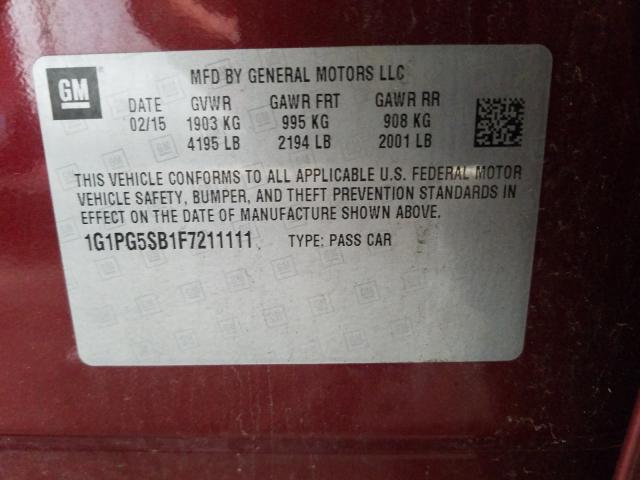 GM
MFD BY GENERAL MOTORS LLC
DATE GVWR GAWR FRT GAWR RR
02/15 1903 KG 995 KG 908 KG
4195 LB 2194 LB 2001 LB
THIS VEHICLE CONFORMS TO ALL APPLICABLE U.S. FEDERAL MOTOR
VEHICLE SAFETY, BUMPER, AND THEFT PREVENTION STANDARDS IN
EFFECT ON THE DATE OF MANUFACTURE SHOWN ABOVE.
1G1PG5SB1F7211111 TYPE: PASS CAR